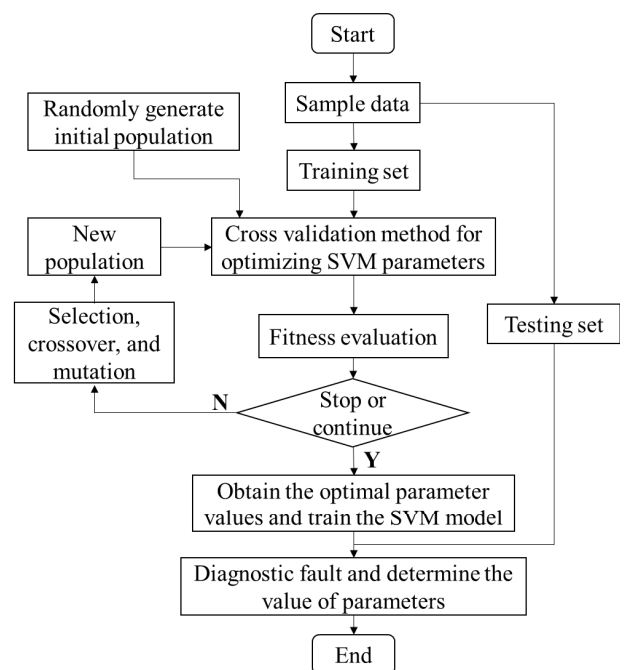 Start
Sample data
Randomly generate
initial population
Training set
New
population
Cross validation method for
optimizing SVM parameters
Selection,
crossover, and
mutation
Fitness evaluation
Testing set
N
Stop or
continue
Y
Obtain the optimal parameter
values and train the SVM model
Diagnostic fault and determine the
value of parameters
End